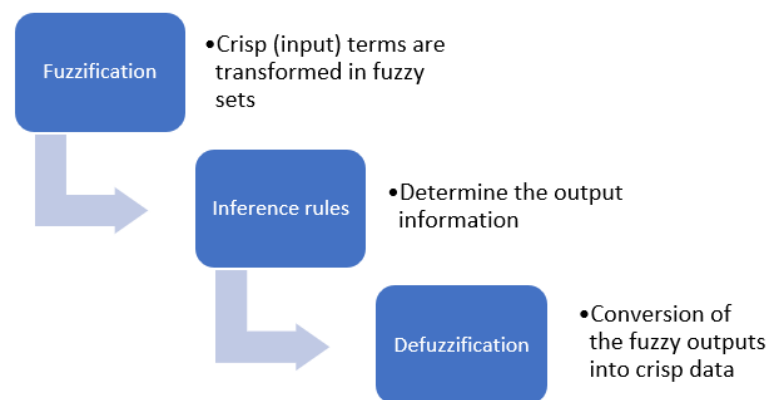 Fuzzification
•Crisp (input) terms are
transformed in fuzzy
sets
Inference rules
•Determine the output
information
Defuzzification
•Conversion of
the fuzzy outputs
into crisp data